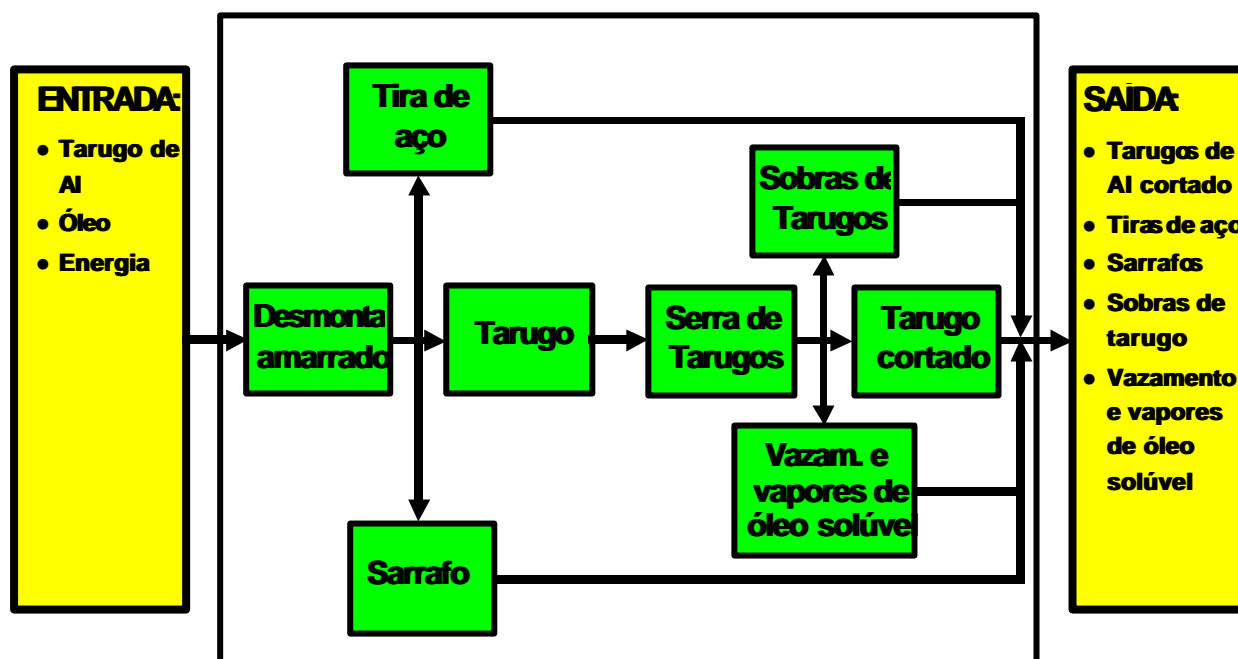 ENTRADA:
• Tarugo de
Al
• Óleo
• Energia
Tira de
aço
Desmonta
amarrado
Tarugo
Sarrafo
Serra de
Tarugos
Sobras de
Tarugos
Vazam. e
vapores de
óleo solúvel
Tarugo
cortado
SAÍDA:
• Tarugos de
Al cortado
• Tiras de aço
• Sarrafos
• Sobras de
tarugo
• Vazamento
e vapores
de óleo
solúvel